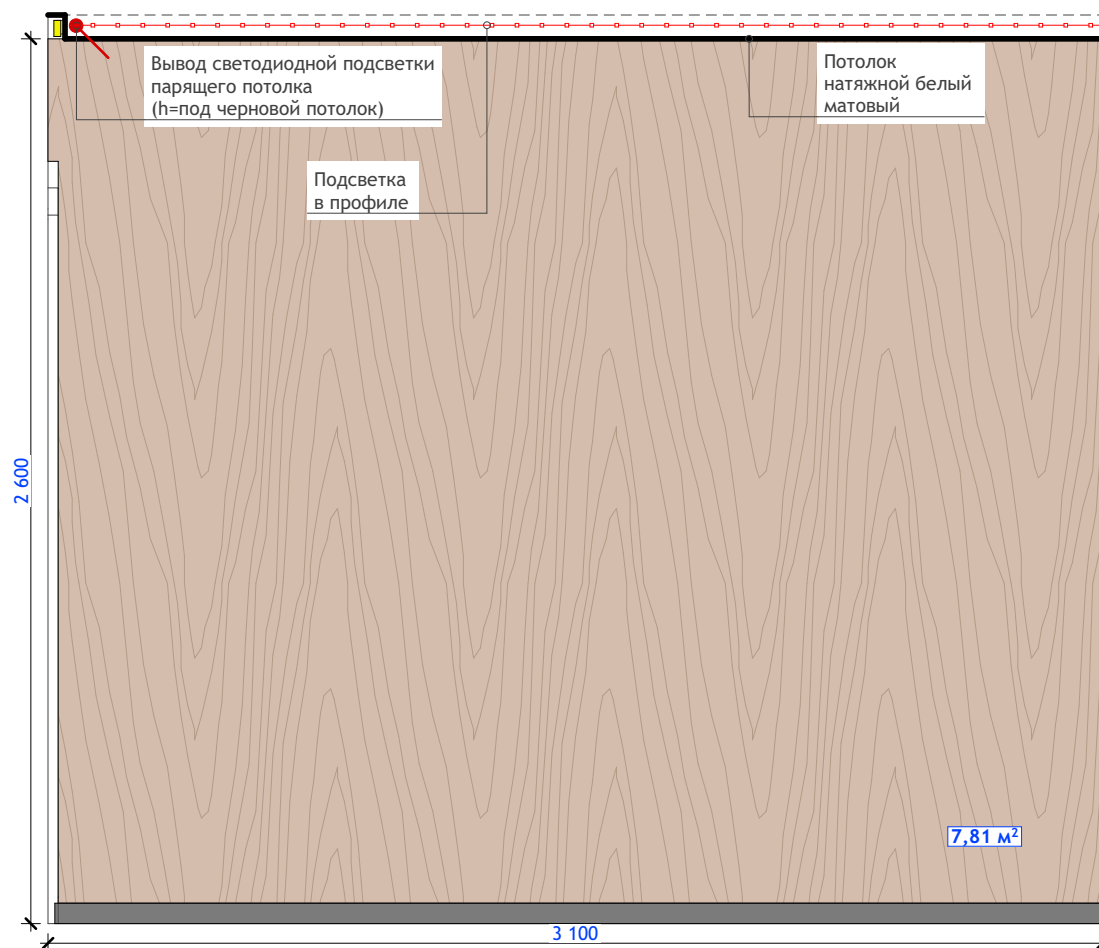 Вывод светодиодной подсветки
парящего потолка
(h=под черновой потолок)
Потолок
натяжной белый
матовый
Подсветка
в профиле
2 600
7,81 м²
3 100